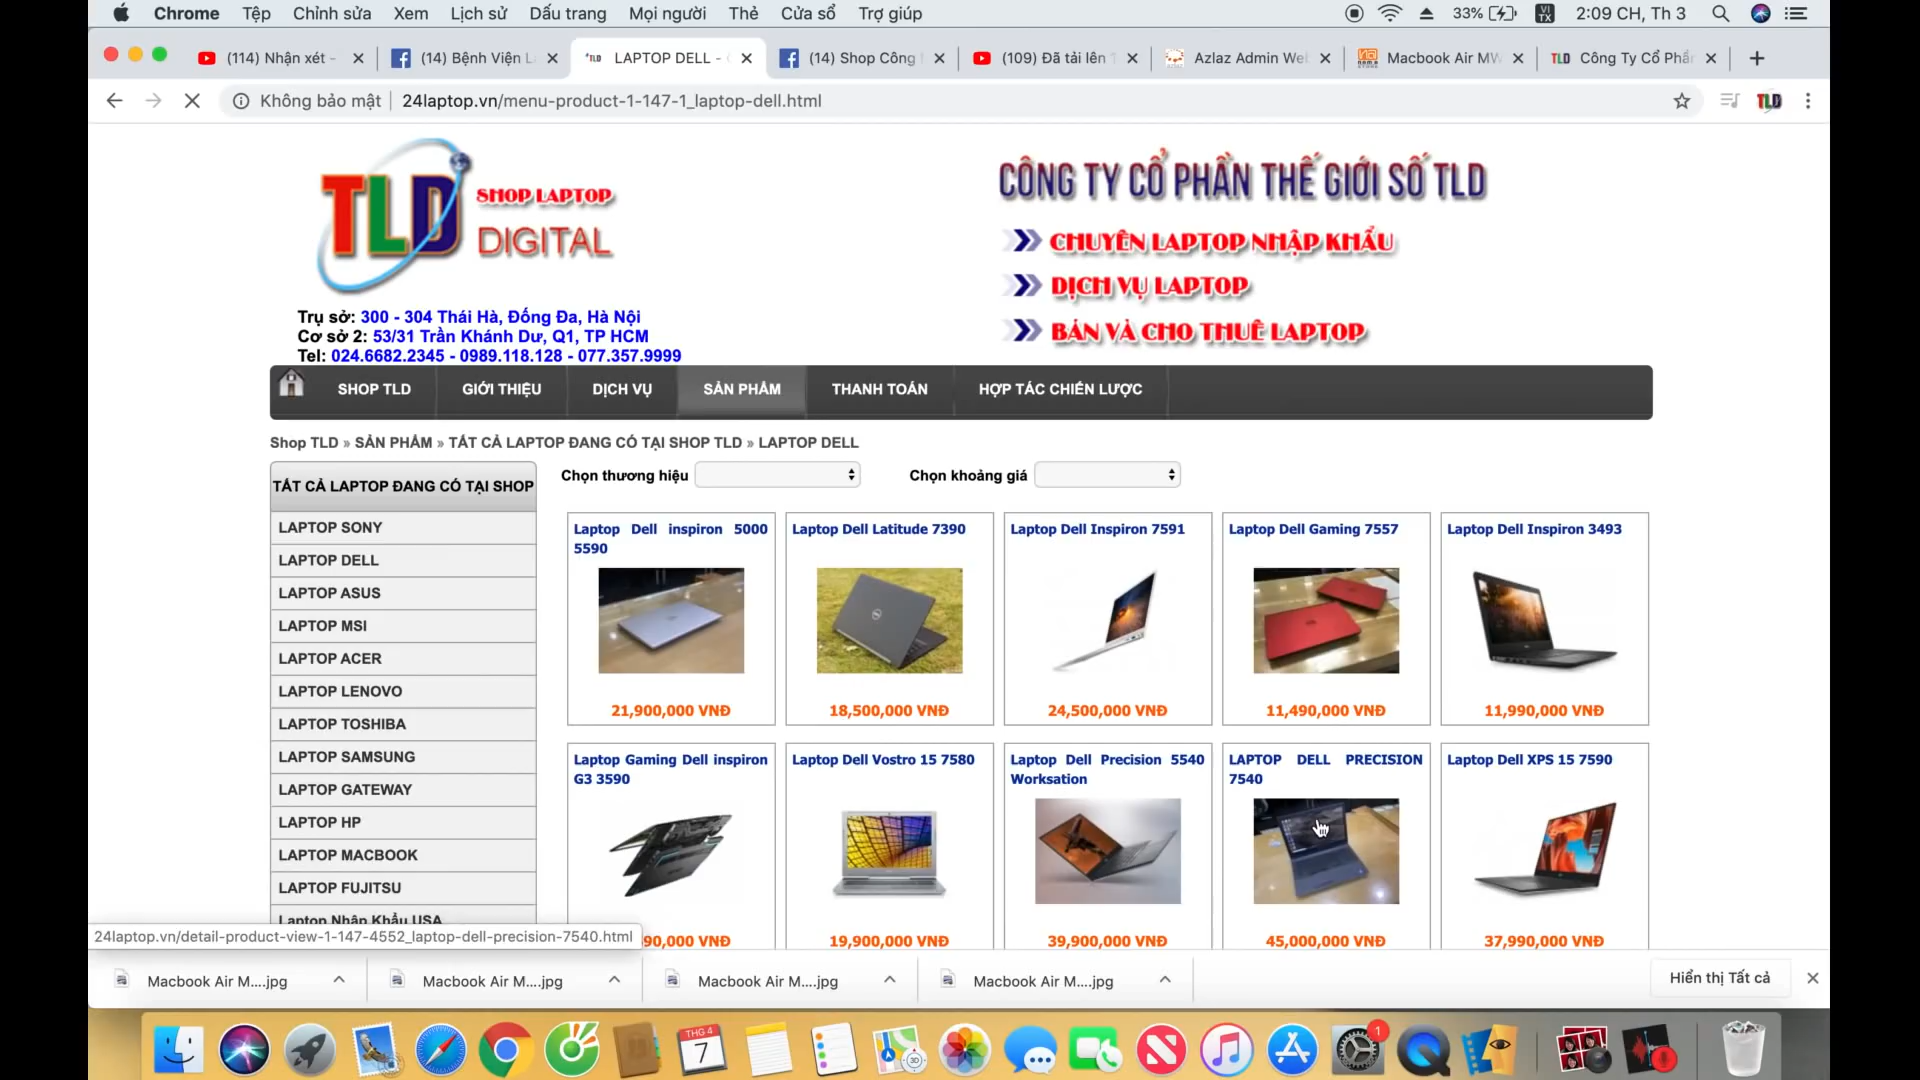 Chrome Tệp Chỉnh sửa Xem Lịch sử Dấu trang Mọi người Thẻ Cửa sổ Trợ giúp 33% VI TX 2:09 CH, Th 3
(114) Nhận xét - (14) Bệnh Viện L TLD LAPTOP DELL - (14) Shop Công (109) Đã tải lên Azlaz Admin We Macbook Air MW TLD Công Ty Cổ Phần
Không bảo mật 24laptop.vn/menu-product-1-147-1_laptop-dell.html TLD
TLD SHOP LAPTOP
DIGITAL
CÔNG TY CỔ PHẦN THẾ GIỚI SỐ TLD
CHUYÊN LAPTOP NHẬP KHẨU
DỊCH VỤ LAPTOP
BÁN VÀ CHO THUÊ LAPTOP
Trụ sở: 300 - 304 Thái Hà, Đống Đa, Hà Nội
Cơ sở 2: 53/31 Trần Khánh Dư, Q1, TP HCM
Tel: 024.6682.2345 - 0989.118.128 - 077.357.9999
SHOP TLD GIỚI THIỆU DỊCH VỤ SẢN PHẨM THANH TOÁN HỢP TÁC CHIẾN LƯỢC
Shop TLD » SẢN PHẨM » TẤT CẢ LAPTOP ĐANG CÓ TẠI SHOP TLD » LAPTOP DELL
TẤT CẢ LAPTOP ĐANG CÓ TẠI SHOP
LAPTOP SONY
LAPTOP DELL
LAPTOP ASUS
LAPTOP MSI
LAPTOP ACER
LAPTOP LENOVO
LAPTOP TOSHIBA
LAPTOP SAMSUNG
LAPTOP GATEWAY
LAPTOP HP
LAPTOP MACBOOK
LAPTOP FUJITSU
Laptop Nhập Khẩu USA
Chọn thương hiệu Chọn khoảng giá
Laptop Dell inspiron 5000
5590
21,900,000 VNĐ
Laptop Dell Latitude 7390
18,500,000 VNĐ
Laptop Dell Inspiron 7591
24,500,000 VNĐ
Laptop Dell Gaming 7557
11,490,000 VNĐ
Laptop Dell Inspiron 3493
11,990,000 VNĐ
Laptop Gaming Dell inspiron
G3 3590
90,000 VNĐ
Laptop Dell Vostro 15 7580
19,900,000 VNĐ
Laptop Dell Precision 5540
Worksation
39,900,000 VNĐ
LAPTOP DELL PRECISION
7540
45,000,000 VNĐ
Laptop Dell XPS 15 7590
37,990,000 VNĐ
24laptop.vn/detail-product-view-1-147-4552_laptop-dell-precision-7540.html
Macbook Air M....jpg Macbook Air M....jpg Macbook Air M....jpg Macbook Air M....jpg Hiển thị Tất cả
THG 4
7
3D
1